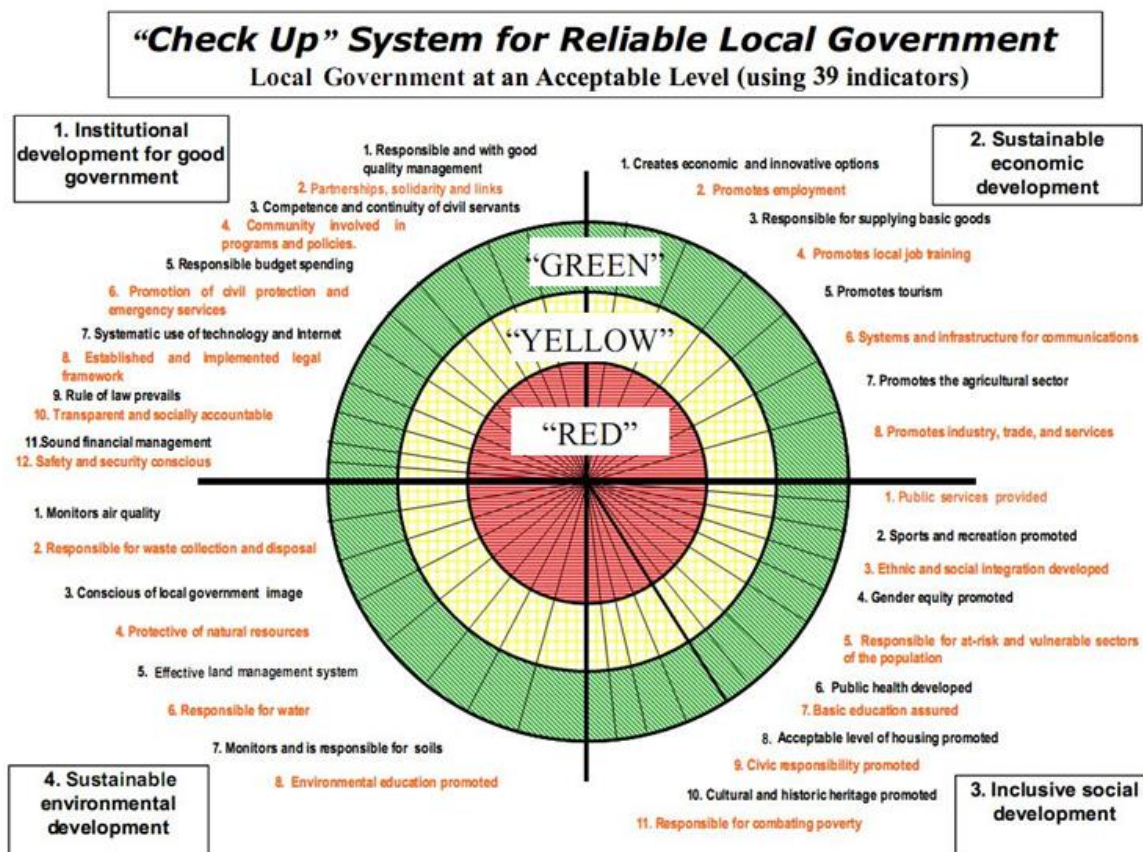 “Check Up” System for Reliable Local Government
Local Government at an Acceptable Level (using 39 indicators)
1. Institutional
development for good
government
1. Responsible and with good
quality management
2. Partnerships, solidarity and links
3. Competence and continuity of civil servants
4. Community involved in
programs and policies.
5. Responsible budget spending
6. Promotion of civil protection and
emergency services
7. Systematic use of technology and Internet
8. Established and implemented legal
framework
9. Rule of law prevails
10. Transparent and socially accountable
11.Sound financial management
12. Safety and security conscious
2. Sustainable
economic
development
1. Creates economic and innovative options
2. Promotes employment
3. Responsible for supplying basic goods
4. Promotes local job training
5. Promotes tourism
6. Systems and infrastructure for communications
7. Promotes the agricultural sector
8. Promotes industry, trade, and services
“GREEN”
“YELLOW”
“RED”
1. Public services provided
2. Sports and recreation promoted
3. Ethnic and social integration developed
4. Gender equity promoted
5. Responsible for at-risk and vulnerable sectors
of the population
6. Public health developed
7. Basic education assured
8. Acceptable level of housing promoted
9. Civic responsibility promoted
10. Cultural and historic heritage promoted
11. Responsible for combating poverty
3. Inclusive social
development
1. Monitors air quality
2. Responsible for waste collection and disposal
3. Conscious of local government image
4. Protective of natural resources
5. Effective land management system
6. Responsible for water
7. Monitors and is responsible for soils
8. Environmental education promoted
4. Sustainable
environmental
development